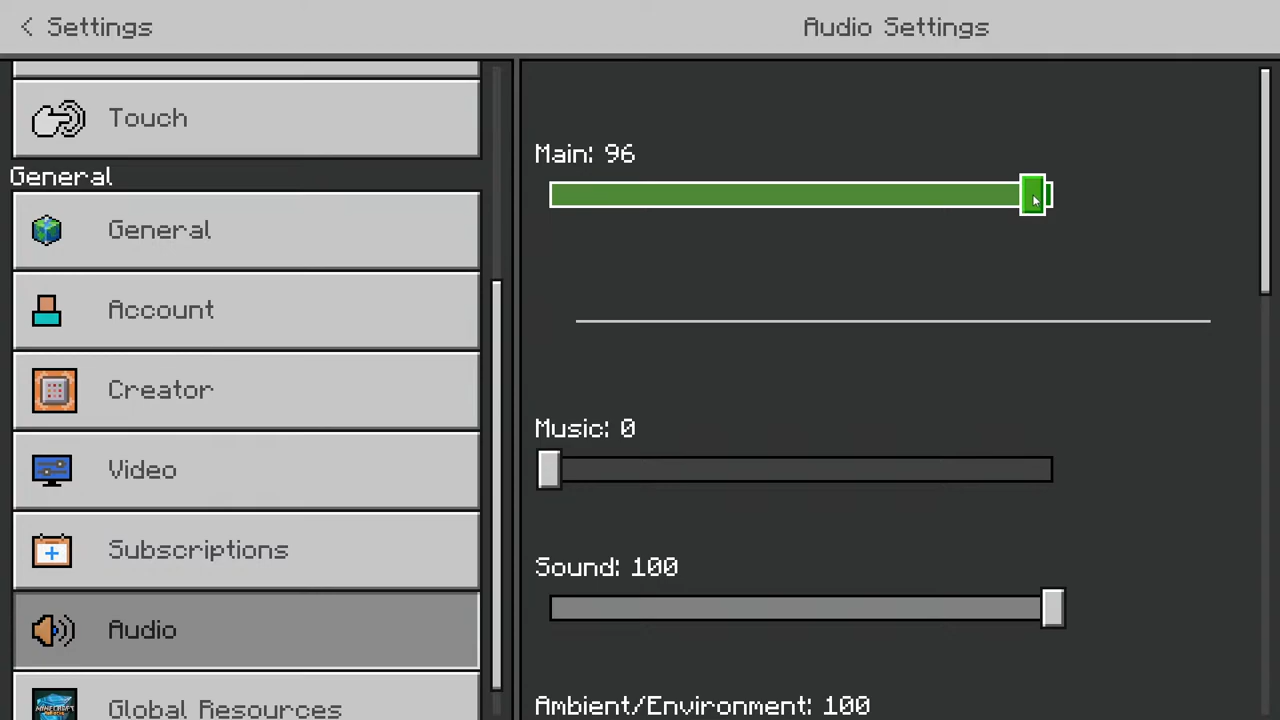 < Settings
Audio Settings
Touch
General
General
Account
Creator
Video
Subscriptions
Audio
Global Resources
Main: 96
Music: 0
Sound: 100
Ambient/Environment: 100